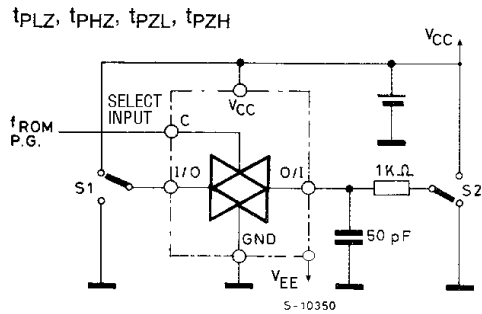 tPLZ, tPHZ, tPZL, tPZH
VCC
SELECT
INPUT
VCC
fROM
P.G.
C
I/O
O/I
1KΩ
S1
S2
GND
50 pF
VEE
S-10350